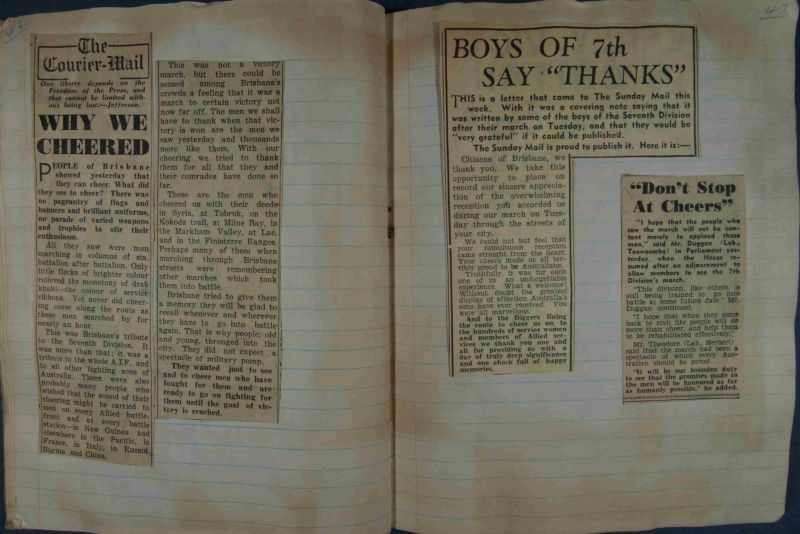 The
Courier-Mail
Our liberty depends on the
Freedom of the Press, and
that cannot be limited with-
out being lost:—Jefferson.
WHY WE
CHEERED
PEOPLE of Brisbane
showed yesterday that
they can cheer. What did
they see to cheer? There was
no pageantry of flags and
banners and brilliant uniforms,
no parade of varied weapons
and trophies to stir their
enthusiasm.
All they saw were men
marching in columns of six,
battalion after battalion. Only
little flecks of brighter colour
relieved the monotony of drab
khaki—the colour of service
ribbons. Yet never did cheer-
ing cease along the route as
these men marched by for
nearly an hour.
This was Brisbane's tribute
to the Seventh Division. It
was more than that; it was a
tribute to the whole A.I.F. and
to all other fighting sons of
Australia. There were also
probably many people who
wished that the sound of their
cheering might be carried to
men on every Allied battle-
front and at every battle
station—in New Guinea and
elsewhere in the Pacific, in
France, in Italy, in Russia,
Burma and China.
This was not a victory
march, but there could be
sensed among Brisbane's
crowds a feeling that it was a
march to certain victory not
now far off. The men we shall
have to thank when that vic-
tory is won are the men we
saw yesterday and thousands
more like them. With our
cheering we tried to thank
them for all that they and
their comrades have done so
far.
These are the men who
cheered us with their deeds
in Syria, at Tobruk, on the
Kokoda trail, at Milne Bay, in
the Markham Valley, at Lae,
and in the Finisterre Ranges.
Perhaps many of them when
marching through Brisbane
streets were remembering
other marches which took
them into battle.
Brisbane tried to give them
a memory they will be glad to
recall whenever and wherever
they have to go into battle
again. That is why people, old
and young, thronged into the
city. They did not expect a
spectacle of military pomp.
They wanted just to see
and to cheer men who have
fought for them and are
ready to go on fighting for
them until the goal of vic-
tory is reached.
47
BOYS OF 7th
SAY "THANKS"
THIS is a letter that came to The Sunday Mail this
week. With it was a covering note saying that it
was written by some of the boys of the Seventh Division
after their march on Tuesday, and that they would be
"very grateful" if it could be published.
The Sunday Mail is proud to publish it. Here it is:—
Citizens of Brisbane, we
thank you. We take this
opportunity to place on
record our sincere apprecia-
tion of the overwhelming
reception you accorded us
during our march on Tues-
day through the streets of
your city.
We could not but feel that
your tumultuous reception
came straight from the heart.
Your cheers made us all ter-
ribly proud to be Australians.
Truthfully, it was for each
one of us an unforgettable
experience. What a welcome!
Without doubt the greatest
display of affection Australia's
sons have ever received. You
were all marvellous.
And to the Diggers lining
the route to cheer us on, to
the hundreds of service women
and members of Allied ser-
vices we thank you one and
all for providing us with a
day of truly deep significance
and one chock full of happy
memories.
"Don't Stop
At Cheers"
"I hope that the people who
saw the march will not be con-
tent merely to applaud these
men," said Mr. Duggan (Lab.,
Toowoomba) in Parliament yes-
terday, when the House re-
sumed after an adjournment to
allow members to see the 7th
Division's march.
"This division, like others, is
still being trained to go into
battle at some future date," Mr.
Duggan continued.
"I hope that when they come
back to civil life people will do
more than cheer, and help them
to be rehabilitated effectively."
Mr. Theodore (Lab., Herbert)
said that the march had been a
spectacle of which every Aus-
tralian should be proud.
"It will be our bounden duty
to see that the promises made to
the men will be honoured as far
as humanly possible," he added.